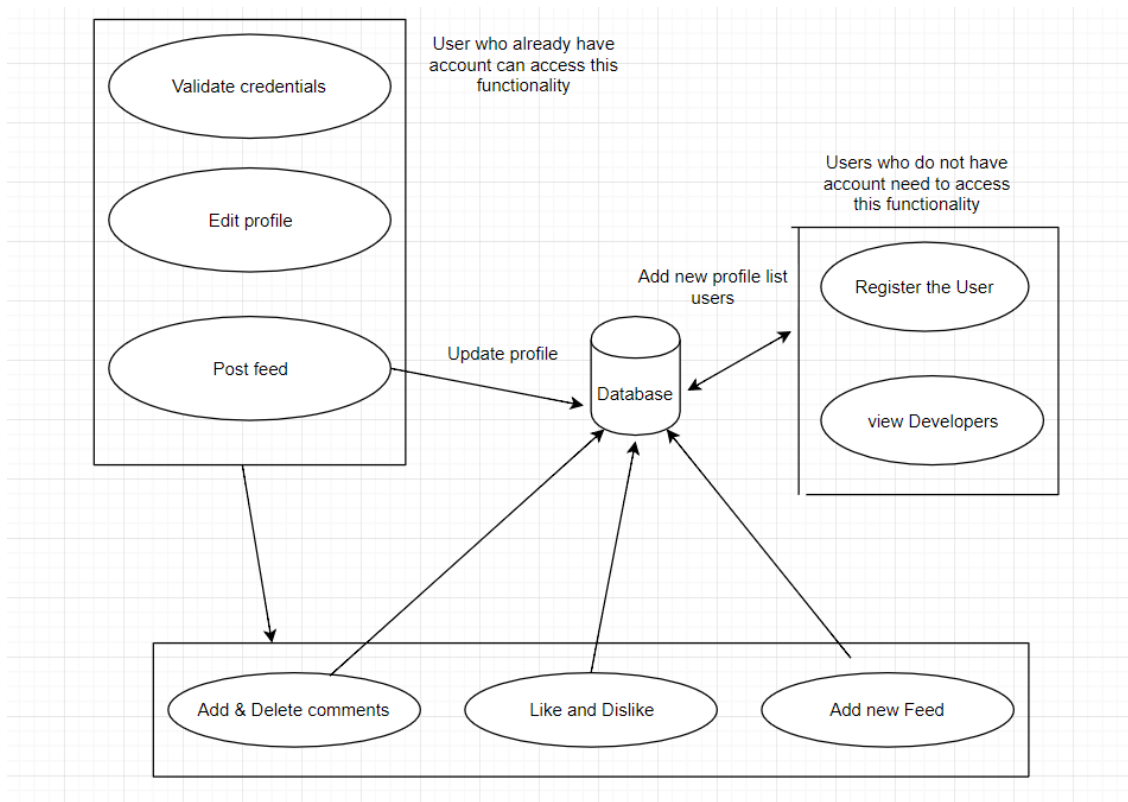 User who already have
account can access this
functionality
Validate credentials
Edit profile
Post feed
Update profile
Database
Add new profile list
users
Users who do not have
account need to access
this functionality
Register the User
view Developers
Add & Delete comments
Like and Dislike
Add new Feed